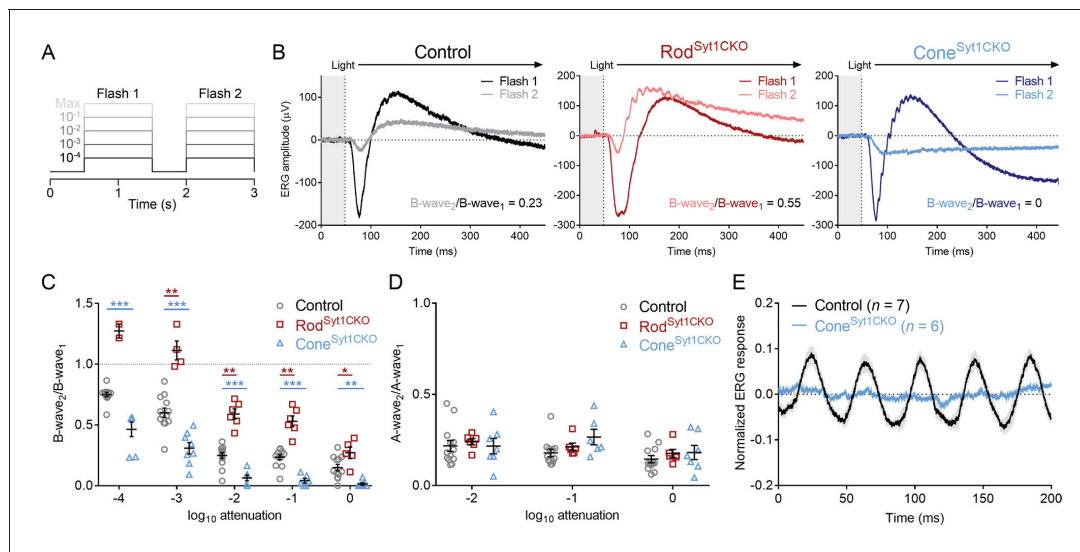 A
Flash 1 Flash 2
Max
10⁻¹
10⁻²
10⁻³
10⁻⁴
0 1 2 3
Time (s)
B
Control
Light
Flash 1
Flash 2
ERG amplitude (µV)
200
100
0
-100
-200
B-wave₂/B-wave₁ = 0.23
0 100 200 300 400
Time (ms)
Rod^Syt1CKO
Light
Flash 1
Flash 2
200
100
0
-100
-200
-300
B-wave₂/B-wave₁ = 0.55
0 100 200 300 400
Time (ms)
Cone^Syt1CKO
Light
Flash 1
Flash 2
200
100
0
-100
-200
-300
B-wave₂/B-wave₁ = 0
0 100 200 300 400
Time (ms)
C
B-wave₂/B-wave₁
1.5
1.0
0.5
0.0
***
**
***
**
***
**
***
*
**
Control
Rod^Syt1CKO
Cone^Syt1CKO
-4 -3 -2 -1 0
log₁₀ attenuation
D
A-wave₂/A-wave₁
1.0
0.5
0.0
Control
Rod^Syt1CKO
Cone^Syt1CKO
-2 -1 0
log₁₀ attenuation
E
Normalized ERG response
0.2
0.1
0.0
-0.1
-0.2
Control (n = 7)
Cone^Syt1CKO (n = 6)
0 50 100 150 200
Time (ms)